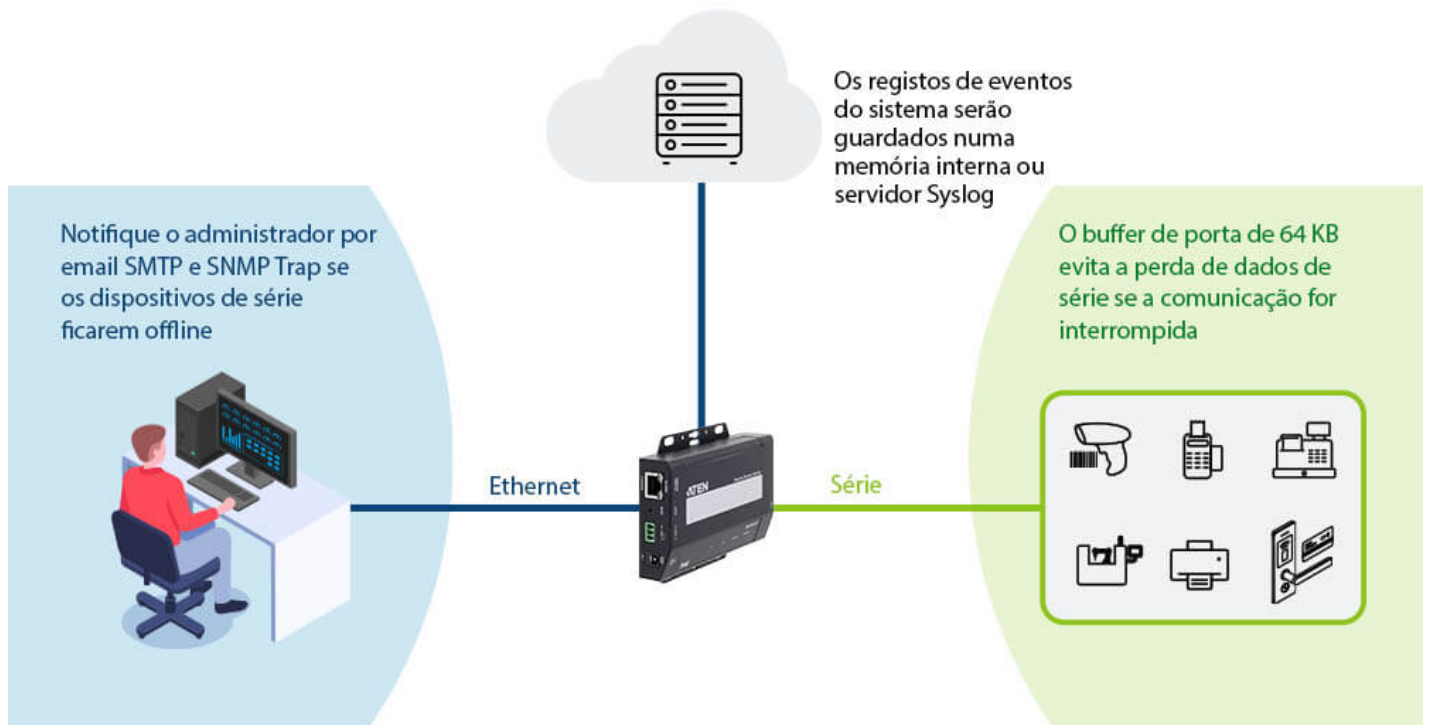 Os registos de eventos
do sistema serão
guardados numa
memória interna ou
servidor Syslog
Notifique o administrador por
email SMTP e SNMP Trap se
os dispositivos de série
ficarem offline
O buffer de porta de 64 KB
evita a perda de dados de
série se a comunicação for
interrompida
Ethernet
ATEN
Série